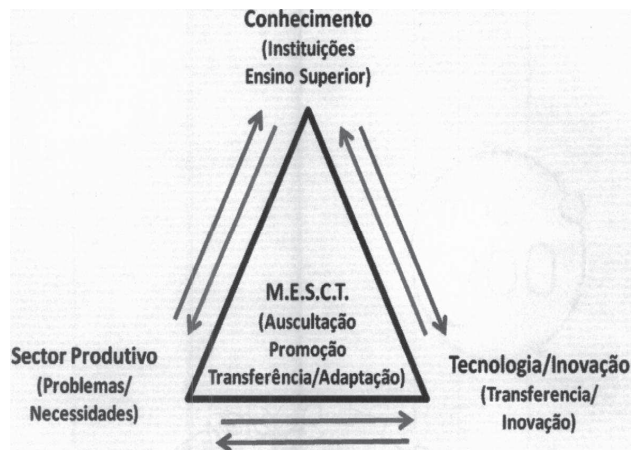 Conhecimento
(Instituições
Ensino Superior)
M.E.S.C.T.
(Auscultação
Promoção
Transferência/Adaptação)
Sector Produtivo
(Problemas/
Necessidades)
Tecnologia/Inovação
(Transferencia/
Inovação)